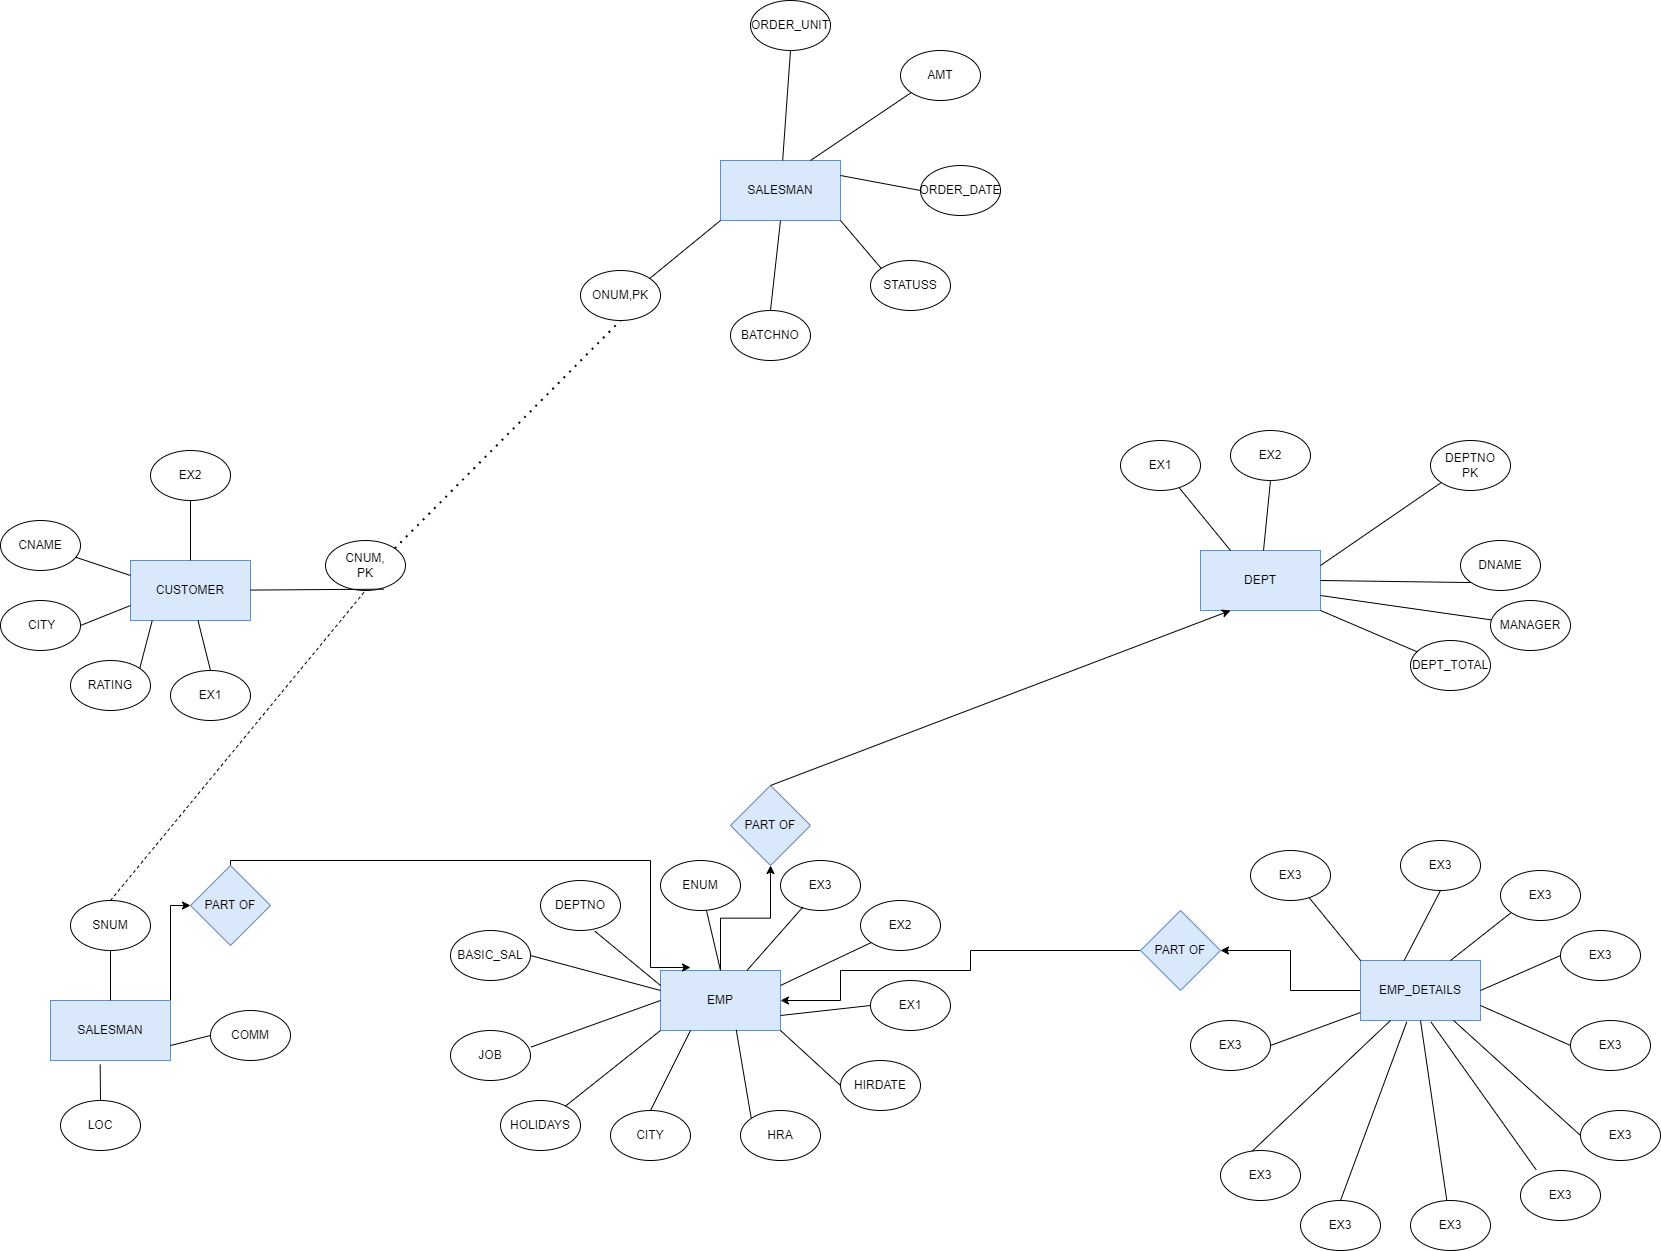 ORDER_UNIT
AMT
SALESMAN
ORDER_DATE
ONUM,PK
STATUSS
BATCHNO
EX2
CNAME
CNUM,
PK
CUSTOMER
CITY
RATING
EX1
EX1
EX2
DEPTNO
PK
DEPT
DNAME
MANAGER
DEPT_TOTAL
PART OF
SNUM
PART OF
SALESMAN
COMM
LOC
ENUM
EX3
DEPTNO
EX2
BASIC_SAL
EMP
EX1
JOB
HIRDATE
HOLIDAYS
CITY
HRA
PART OF
EX3
EX3
EX3
EX3
EMP_DETAILS
EX3
EX3
EX3
EX3
EX3
EX3
EX3